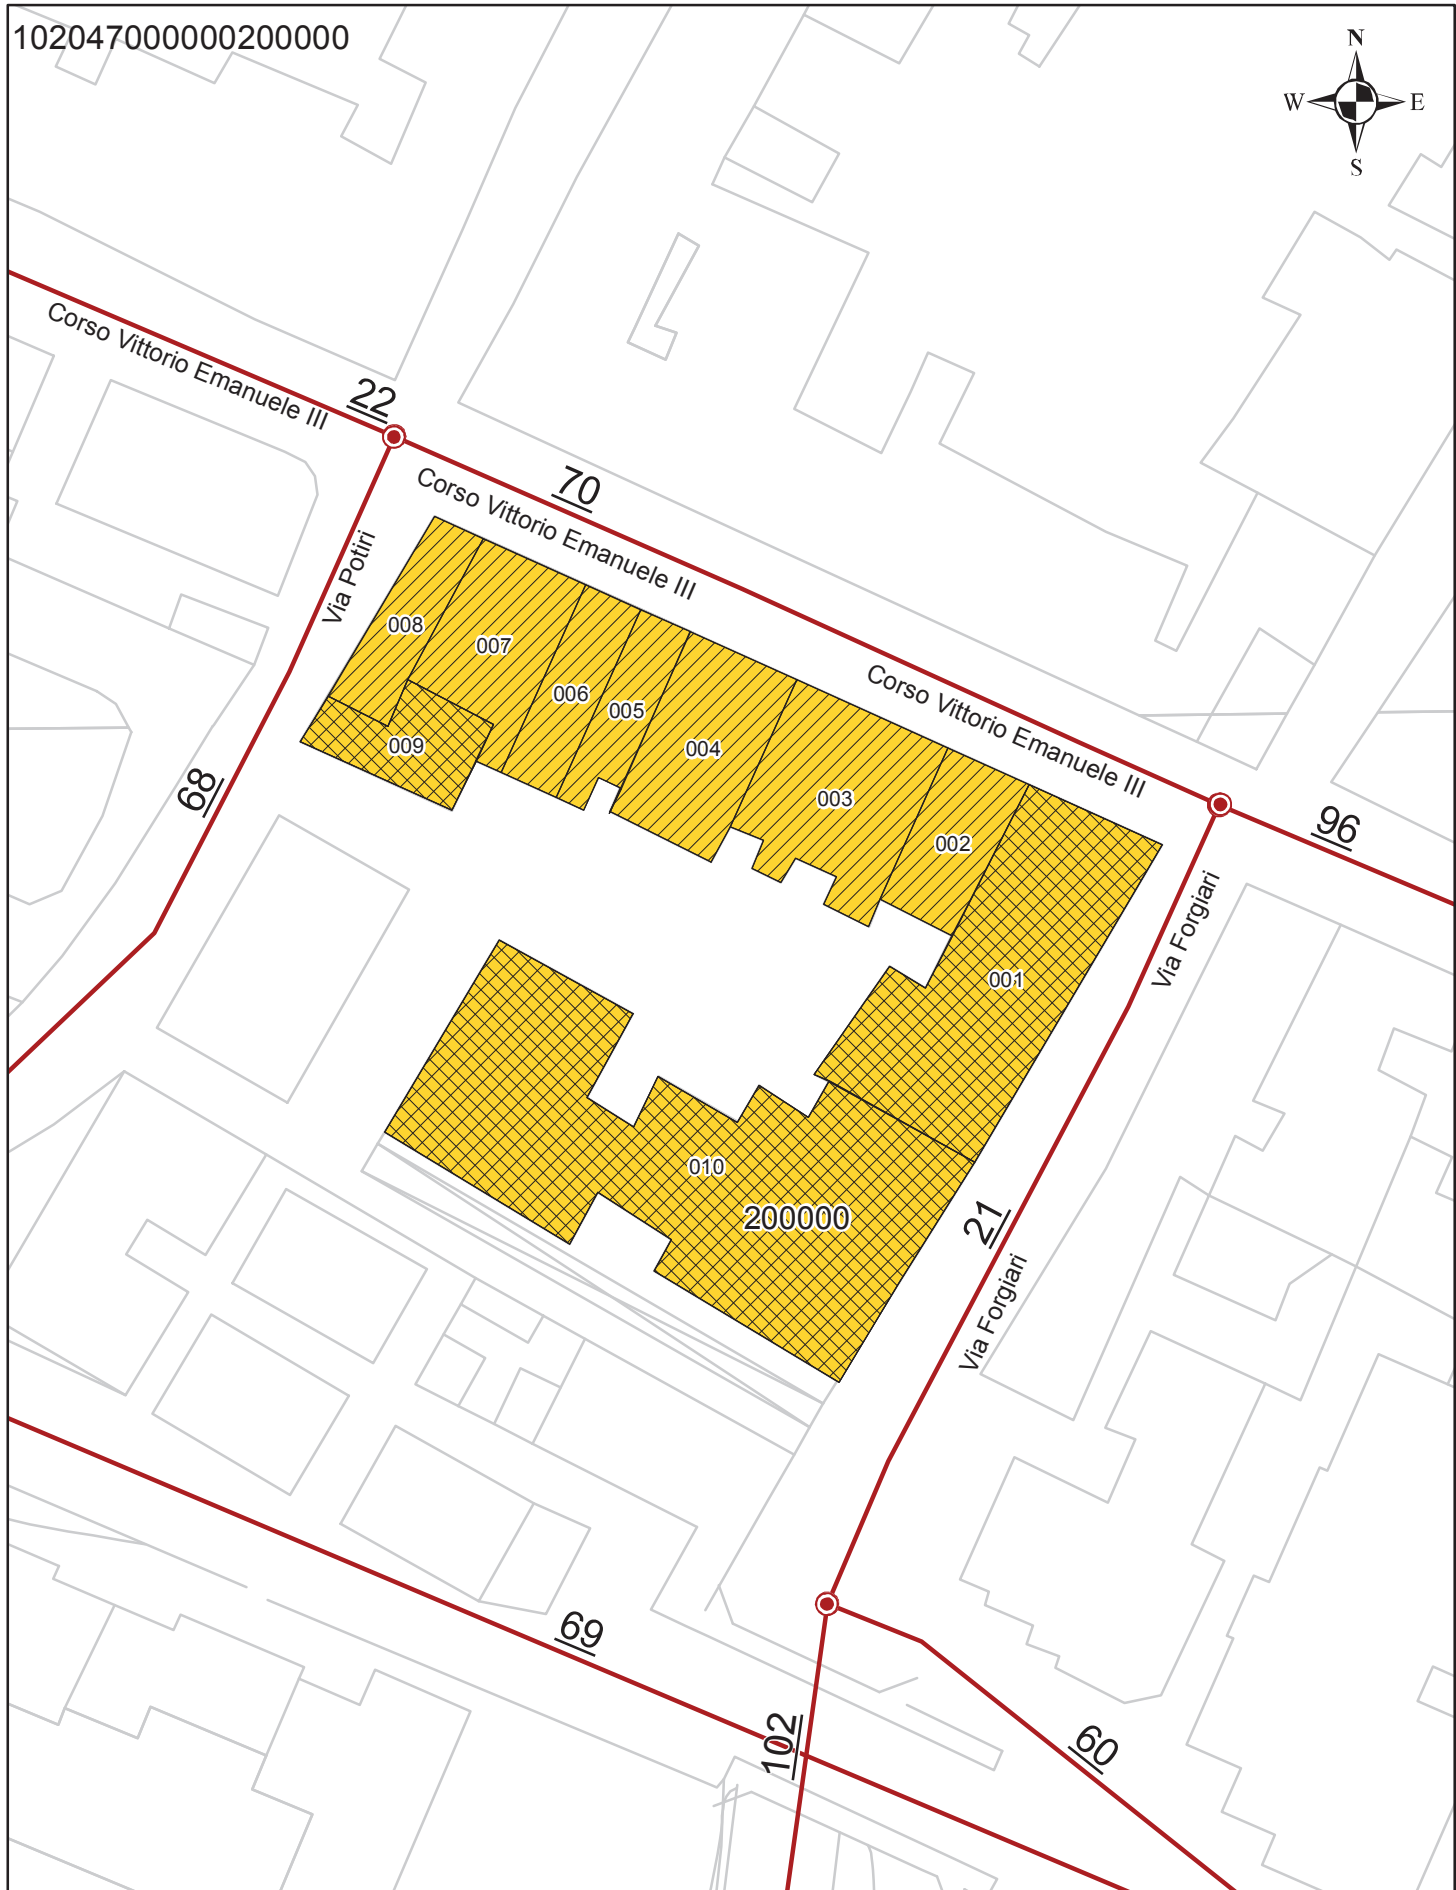 102047000000200000
N
W
E
S
Corso Vittorio Emanuele III
22
70
Corso Vittorio Emanuele III
Via Potiri
008
007
006
005
004
009
003
002
001
Corso Vittorio Emanuele III
68
96
Via Forgiari
010
200000
21
Via Forgiari
69
102
60